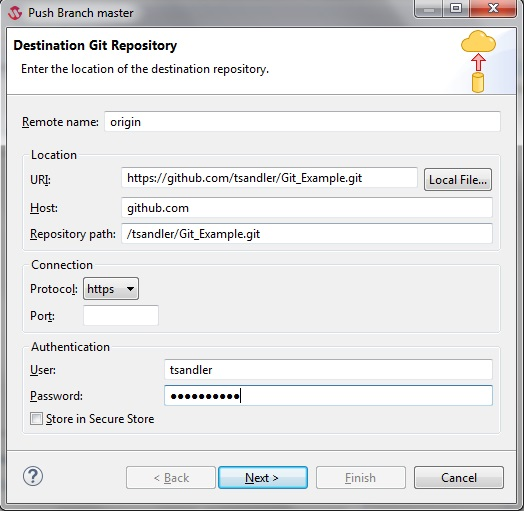 Push Branch master
Destination Git Repository
Enter the location of the destination repository.
Remote name: origin
Location
URI: https://github.com/tsandler/Git_Example.git Local File...
Host: github.com
Repository path: /tsandler/Git_Example.git
Connection
Protocol: https
Port:
Authentication
User: tsandler
Password: ●●●●●●●●●●
Store in Secure Store
? < Back Next > Finish Cancel